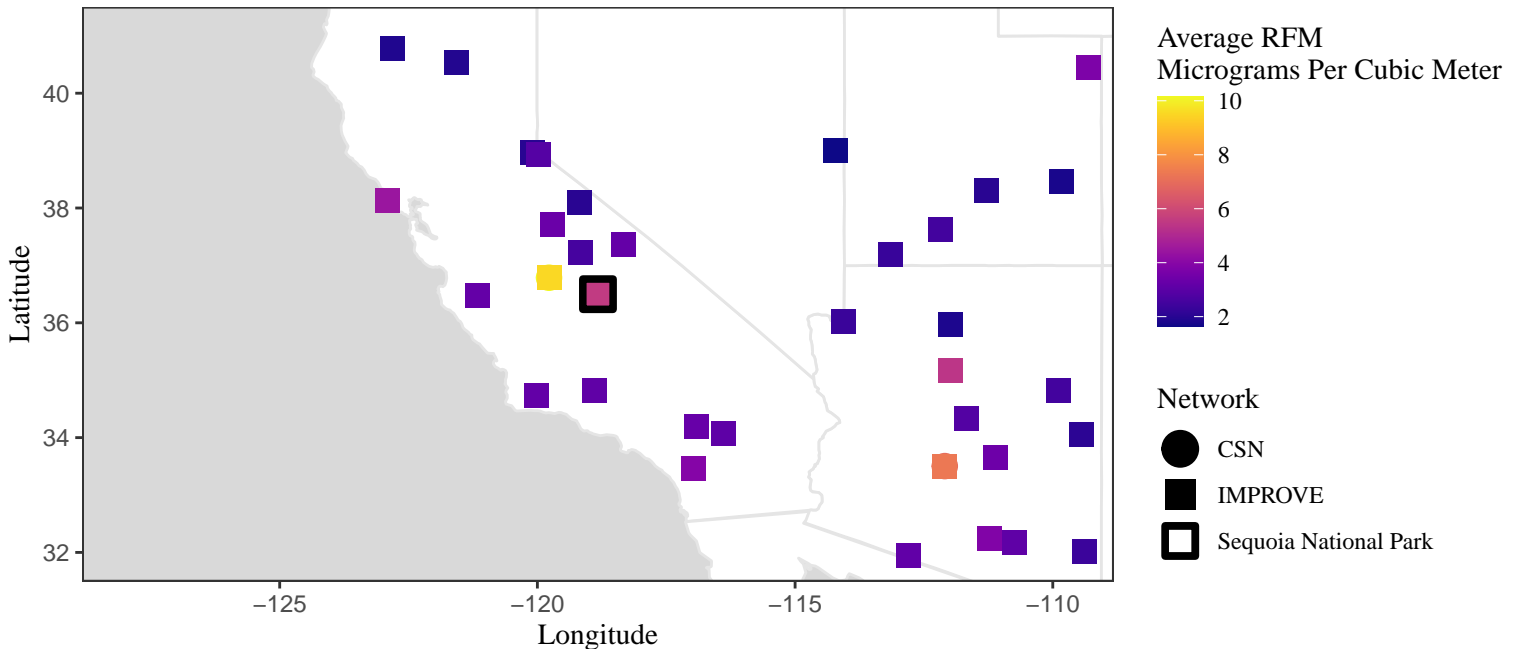 40
38
36
34
32
Latitude
−125
−120
−115
−110
Longitude
Average RFM
Micrograms Per Cubic Meter
10
8
6
4
2
Network
CSN
IMPROVE
Sequoia National Park